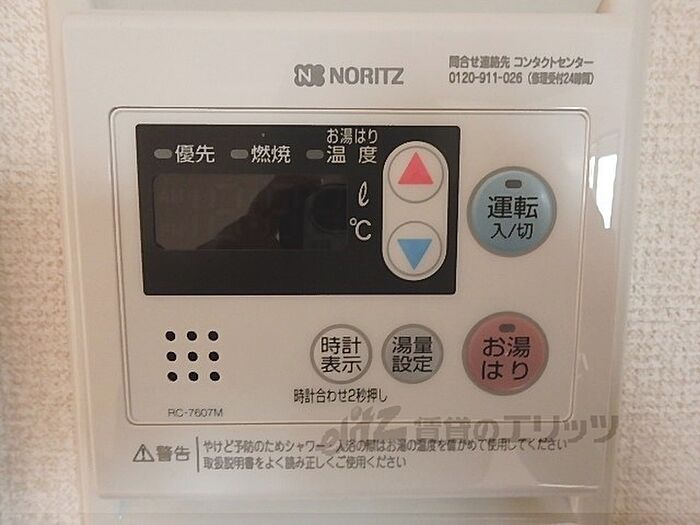 NORITZ
問合せ連絡先 コンタクトセンター
0120-911-026（修理受付24時間）
お湯はり
優先 燃焼 温度
ℓ
℃
運転
入/切
時計
表示
湯量
設定
お湯
はり
時計合わせ2秒押し
RC-7607M
elitz 賃貸のエリッツ
警告
やけど予防のためシャワー・入浴の際はお湯の温度を確かめて使用してください
取扱説明書をよく読み正しくご使用ください